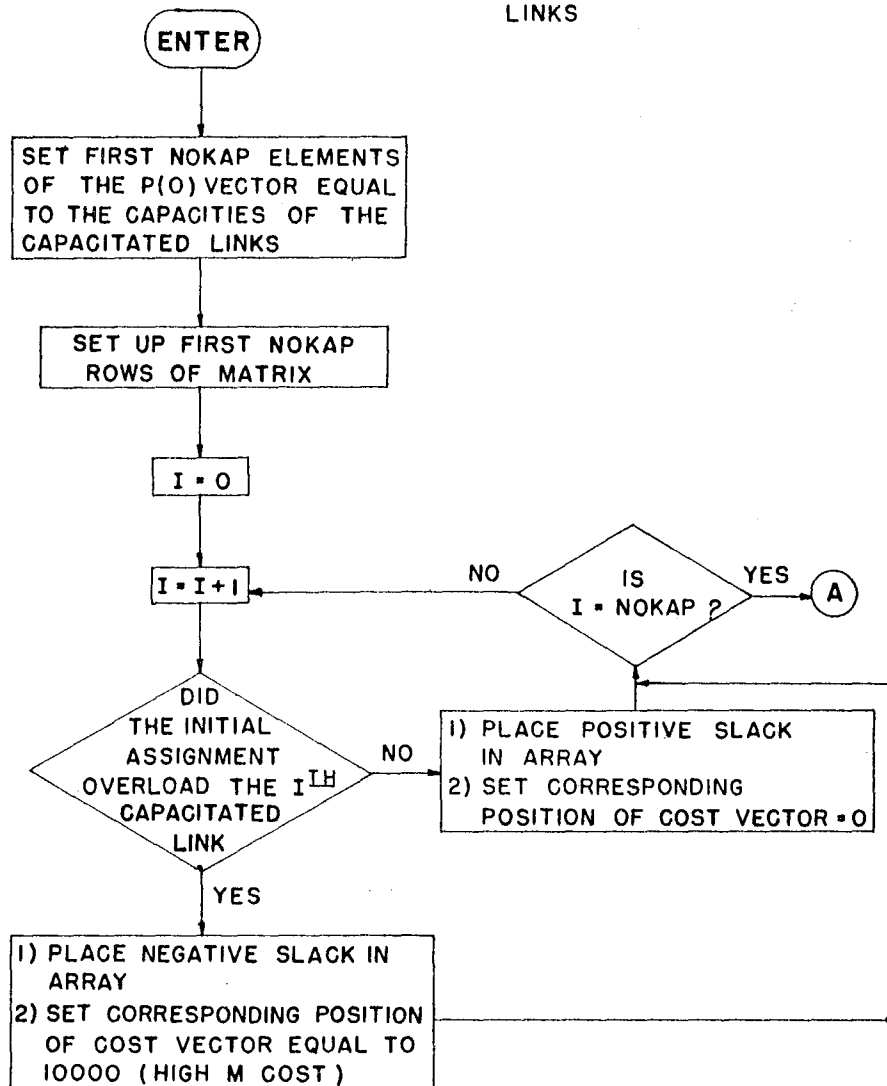 LINKS
ENTER
SET FIRST NOKAP ELEMENTS
OF THE P(0) VECTOR EQUAL
TO THE CAPACITIES OF THE
CAPACITATED LINKS
SET UP FIRST NOKAP
ROWS OF MATRIX
I = 0
I = I + 1
NO
IS
I = NOKAP ?
YES
A
DID
THE INITIAL
ASSIGNMENT
OVERLOAD THE I TH
CAPACITATED
LINK
NO
1) PLACE POSITIVE SLACK
IN ARRAY
2) SET CORRESPONDING
POSITION OF COST VECTOR = 0
YES
1) PLACE NEGATIVE SLACK IN
ARRAY
2) SET CORRESPONDING POSITION
OF COST VECTOR EQUAL TO
10000 (HIGH M COST)